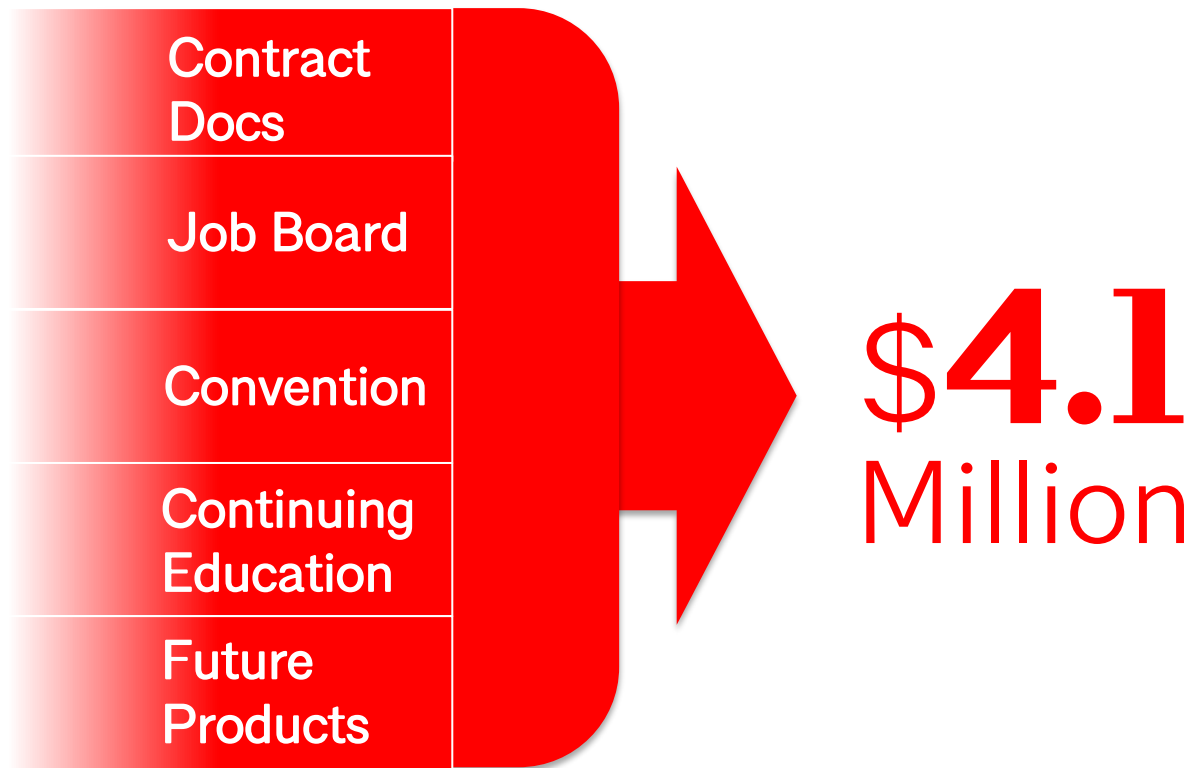 Contract
Docs
Job Board
Convention
Continuing
Education
Future
Products
$4.1
Million